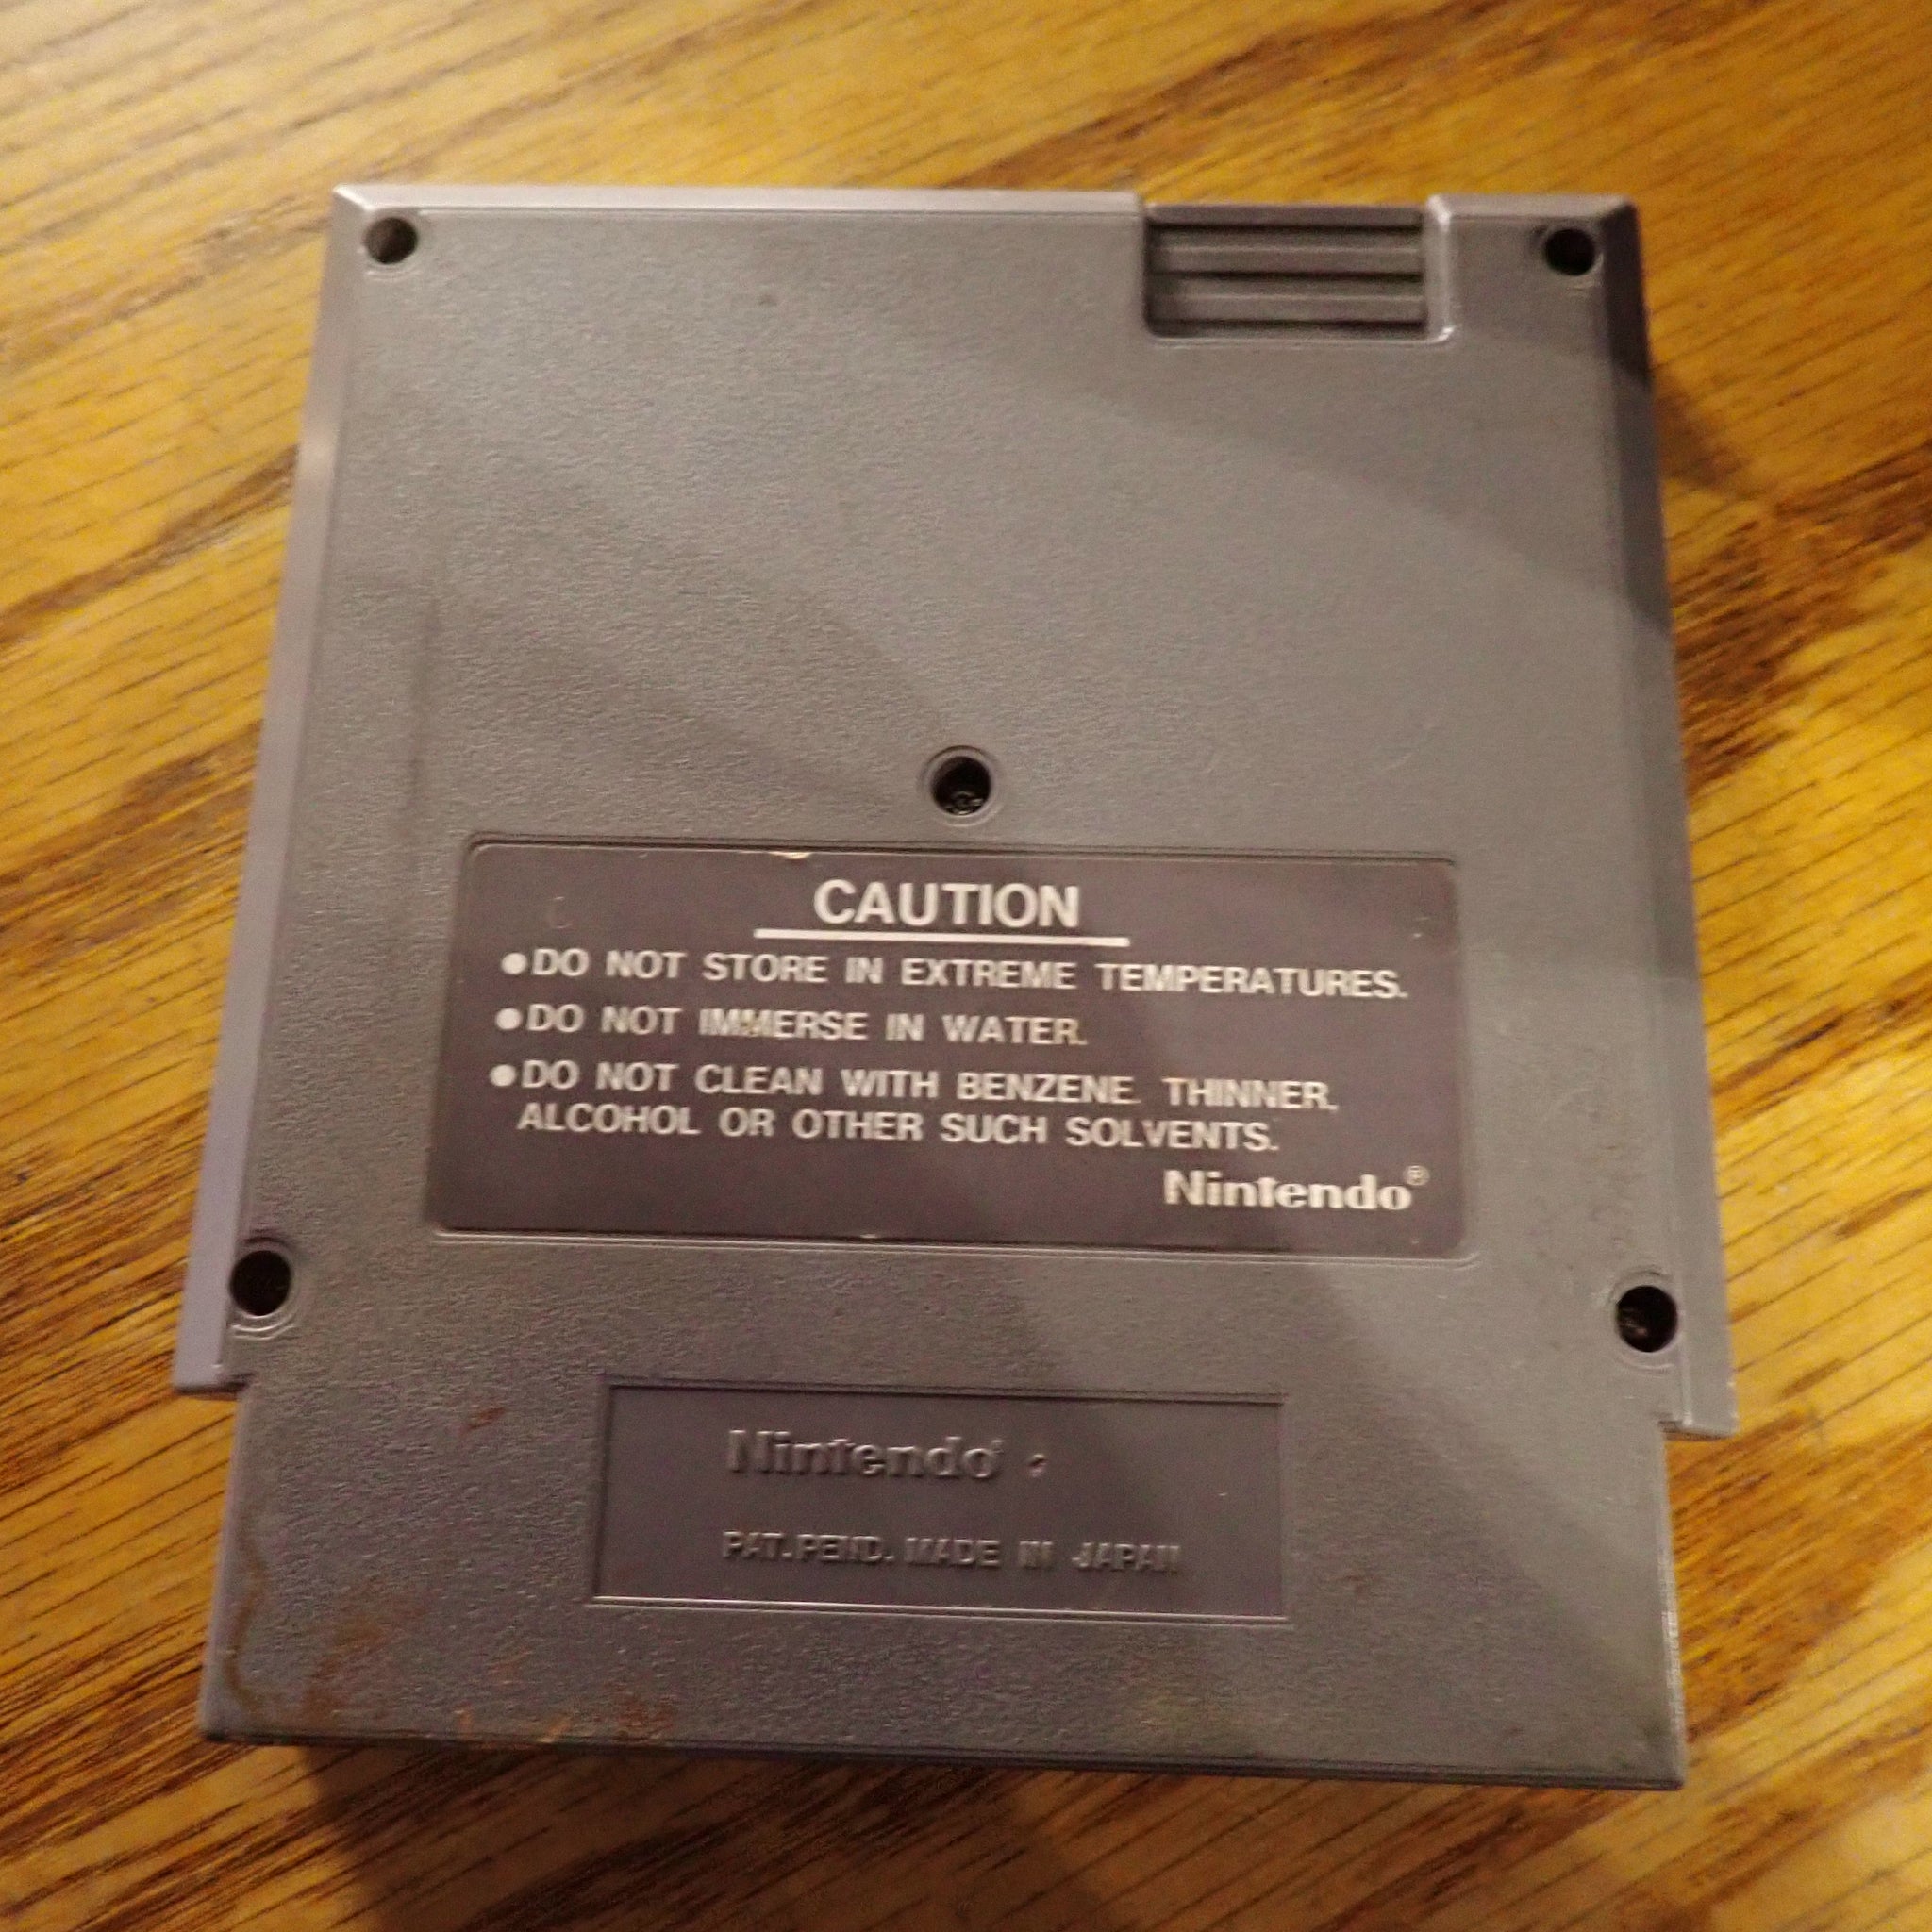 CAUTION
●DO NOT STORE IN EXTREME TEMPERATURES.
●DO NOT IMMERSE IN WATER.
●DO NOT CLEAN WITH BENZENE. THINNER,
ALCOHOL OR OTHER SUCH SOLVENTS.
Nintendo®
Nintendo
PAT.PEND. MADE IN JAPAN